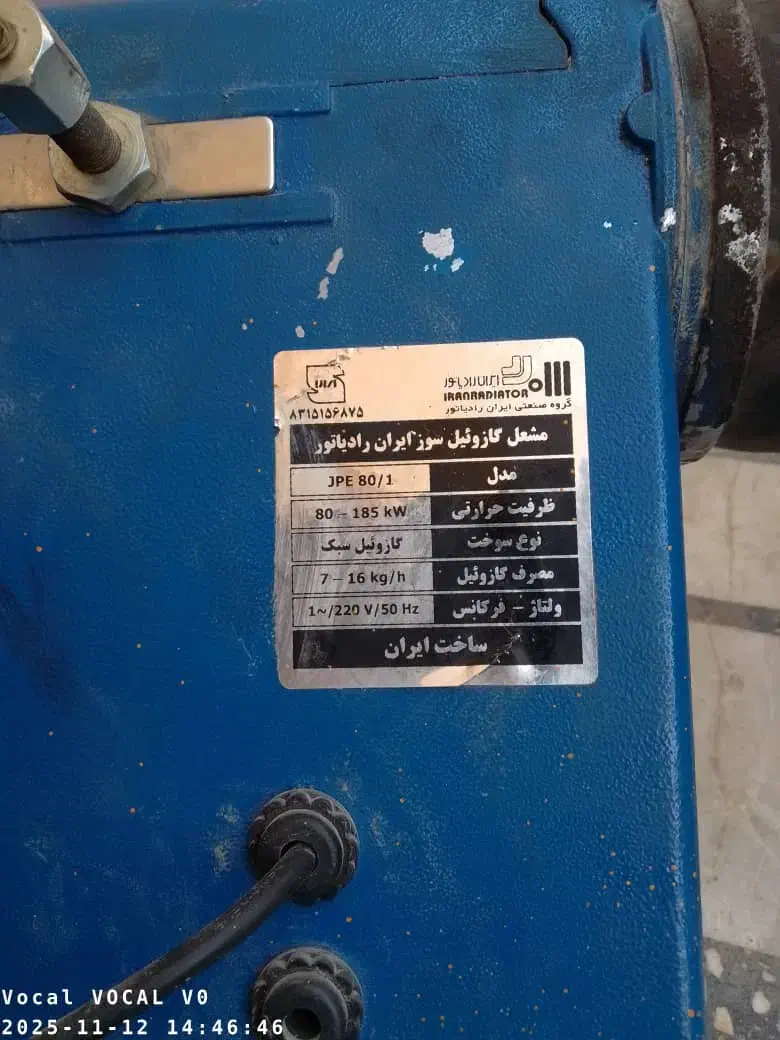 ایران رادیاتور
IRANRADIATOR
گروه صنعتی ایران رادیاتور
۸۳۱۵۱۵۶۸۷۵
مشعل گازوئیل سوز ایران رادیاتور
مدل JPE 80/1
ظرفیت حرارتی 80 – 185 kW
نوع سوخت گازوئیل سبک
مصرف گازوئیل 7 – 16 kg/h
ولتاژ – فرکانس 1~/220 V/50 Hz
ساخت ایران
Vocal VOCAL V0
2025-11-12 14:46:46